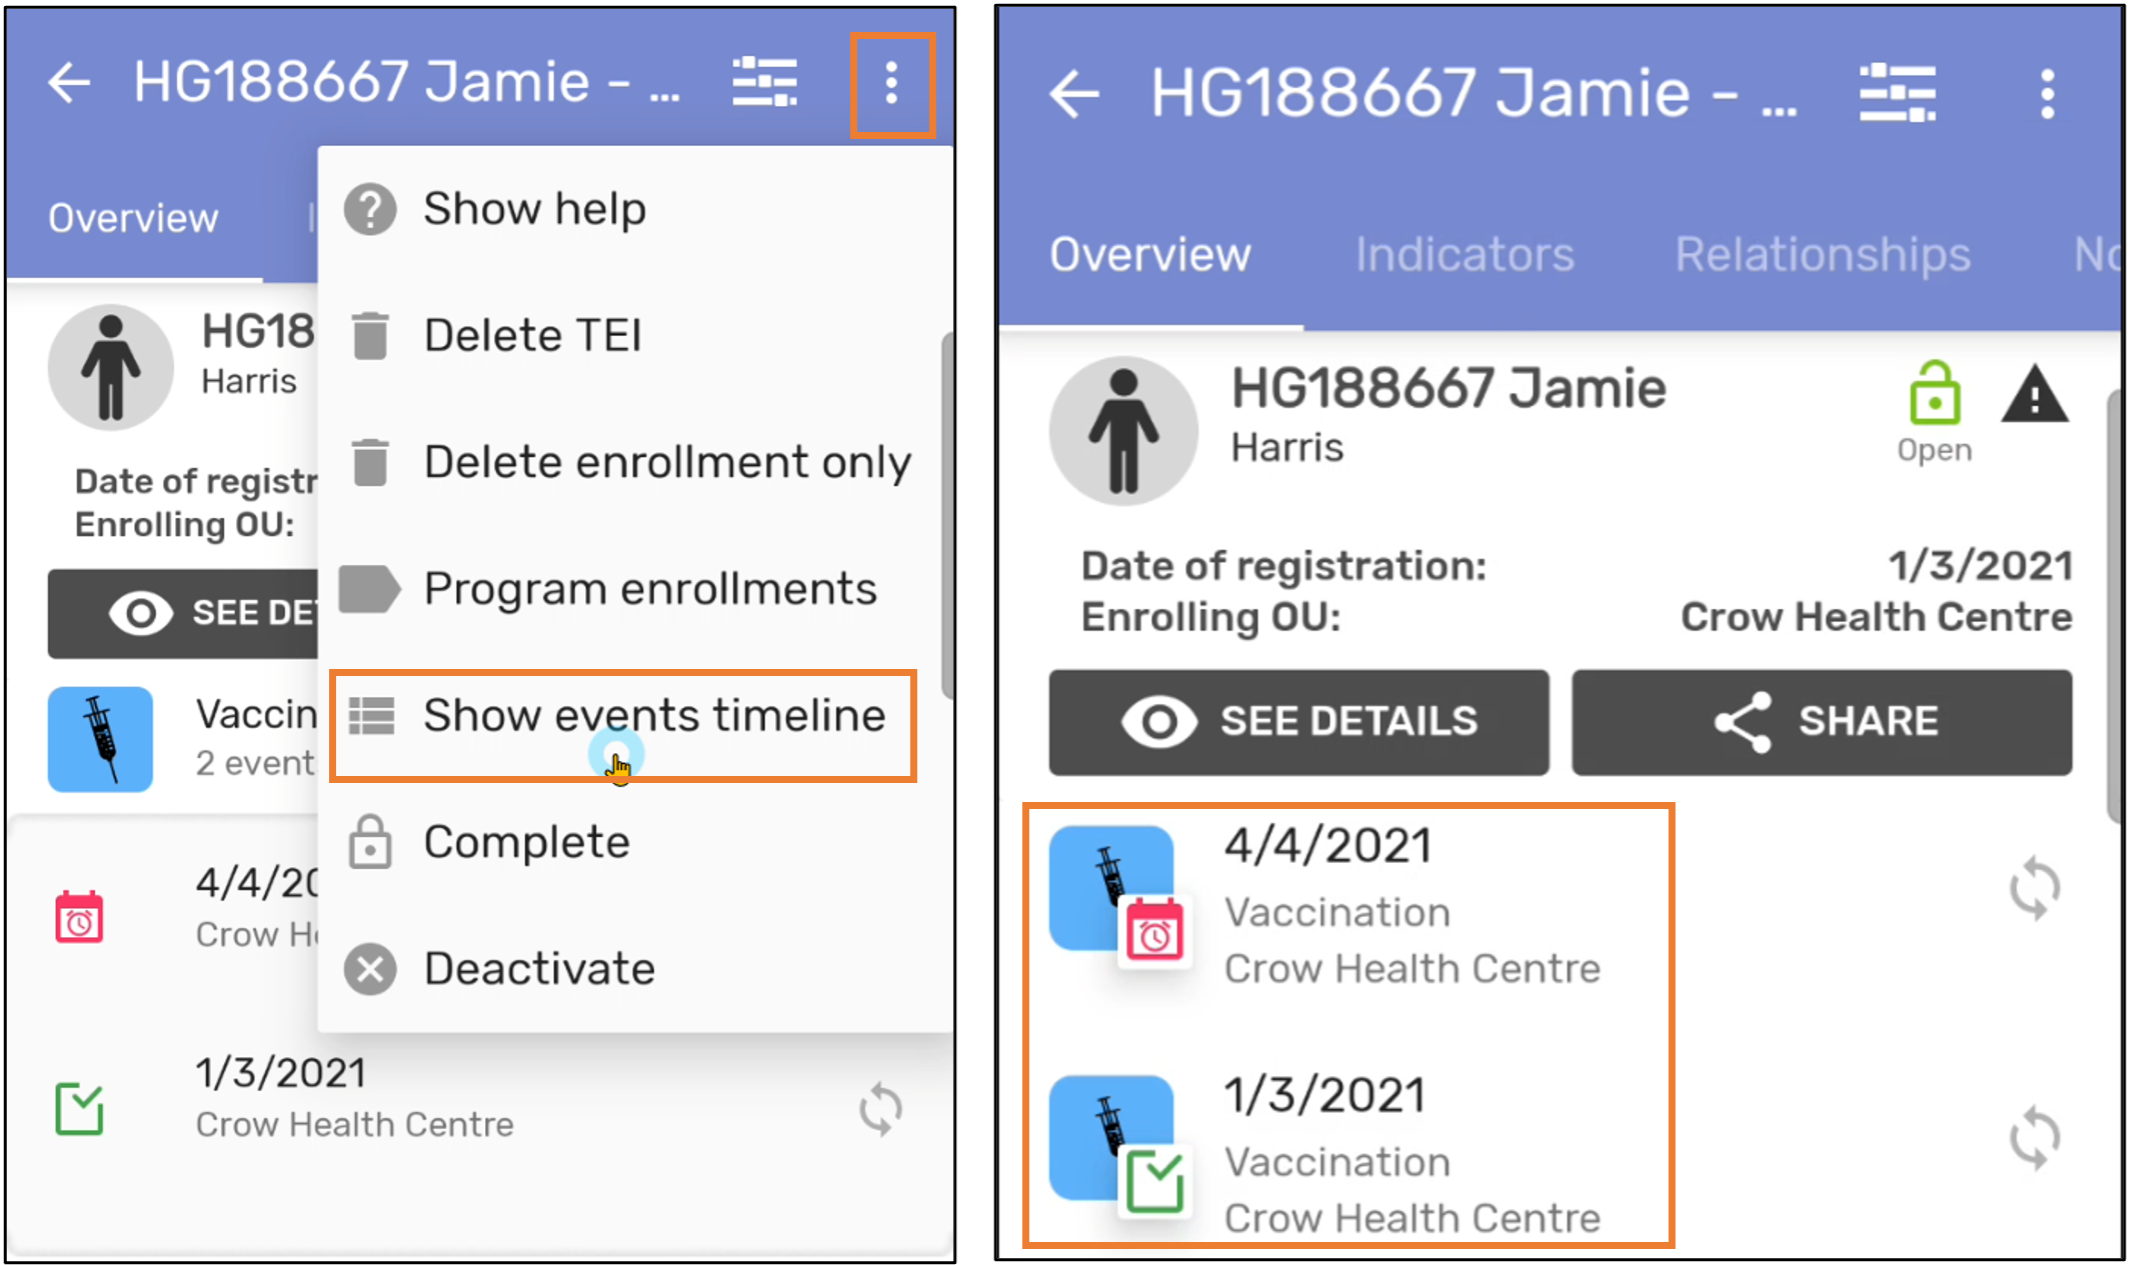 HG188667 Jamie - ...
Overview
Show help
Delete TEI
Delete enrollment only
Program enrollments
Show events timeline
Complete
Deactivate
HG18
Harris
Date of registr
Enrolling OU:
SEE DE
Vaccin
2 event
4/4/20
Crow H
1/3/2021
Crow Health Centre
HG188667 Jamie - ...
Overview Indicators Relationships No
HG188667 Jamie
Harris
Open
Date of registration: 1/3/2021
Enrolling OU: Crow Health Centre
SEE DETAILS SHARE
4/4/2021
Vaccination
Crow Health Centre
1/3/2021
Vaccination
Crow Health Centre